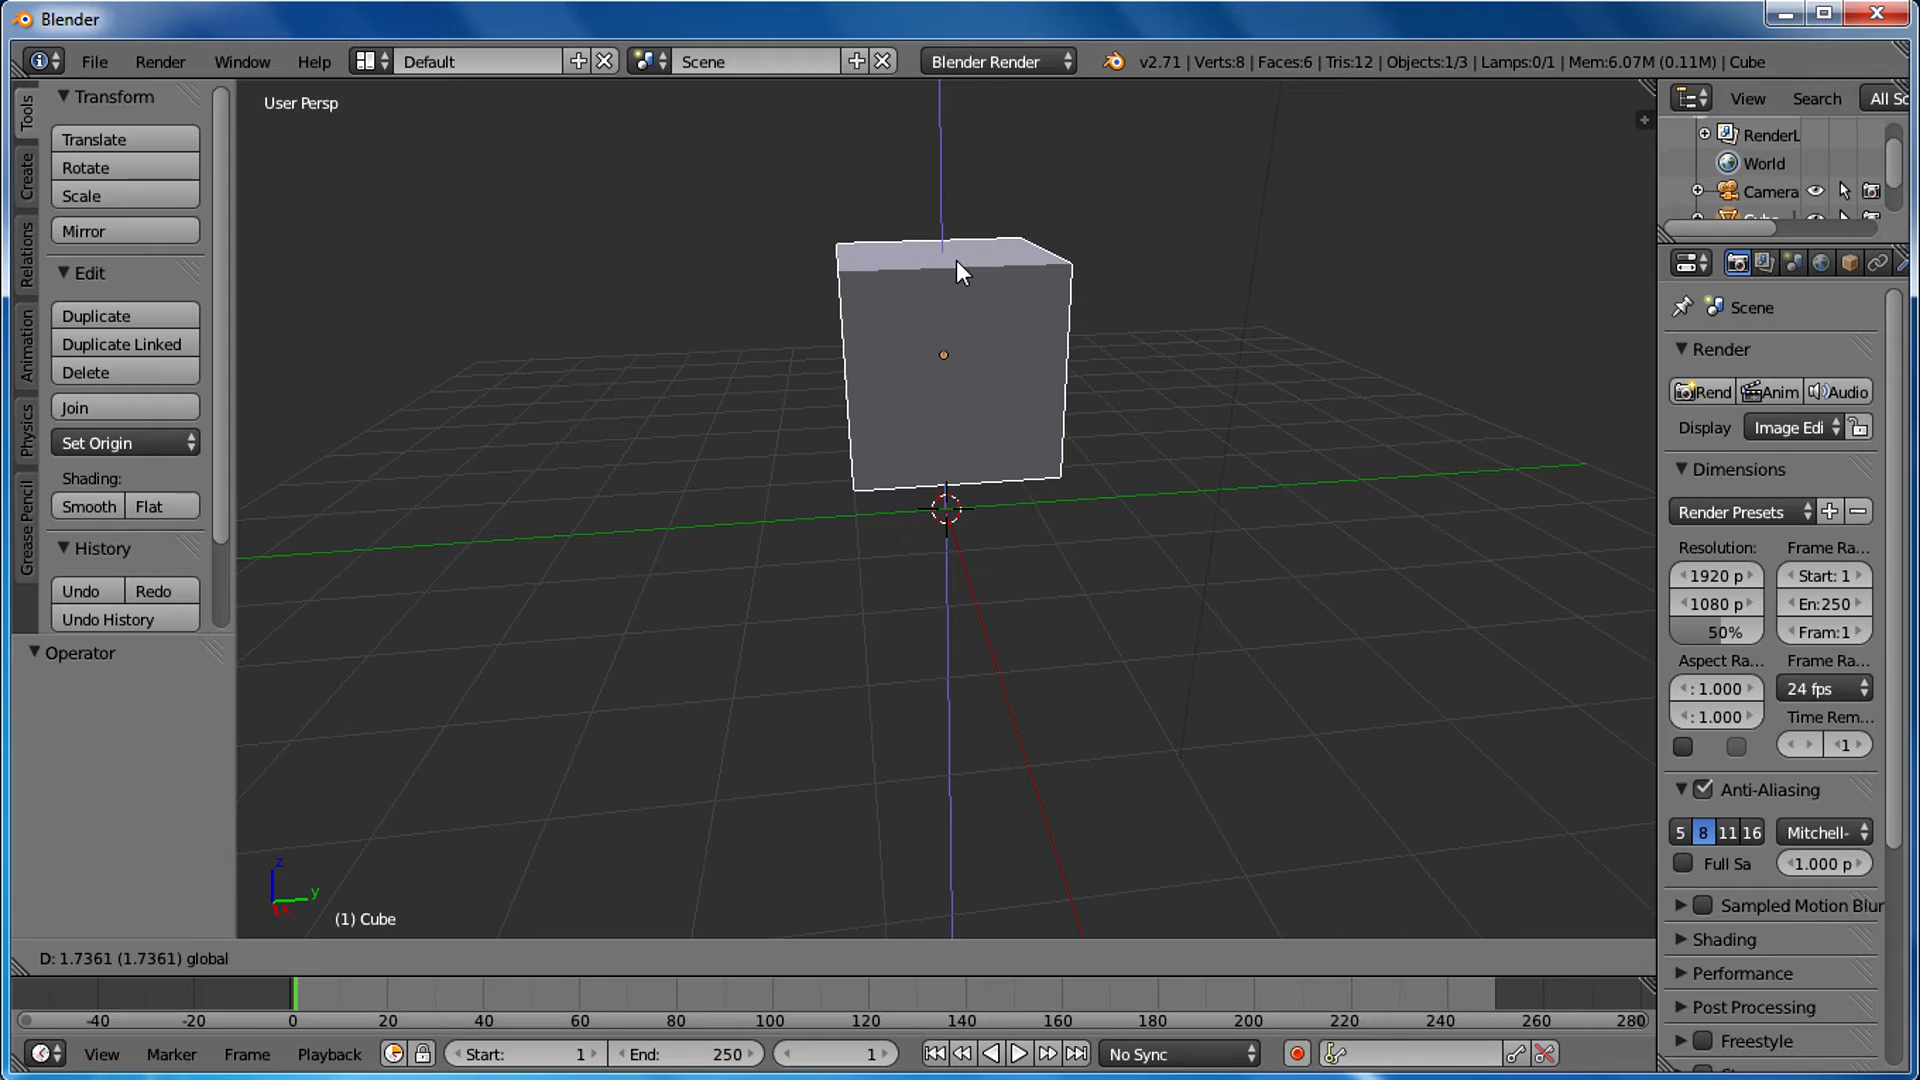 Blender
File Render Window Help Default Scene Blender Render v2.71 | Verts:8 | Faces:6 | Tris:12 | Objects:1/3 | Lamps:0/1 | Mem:6.07M (0.11M) | Cube
Tools
Create
Relations
Animation
Physics
Grease Pencil
Transform
Translate
Rotate
Scale
Mirror
Edit
Duplicate
Duplicate Linked
Delete
Join
Set Origin
Shading:
Smooth Flat
History
Undo Redo
Undo History
Operator
User Persp
z
y
x
(1) Cube
D: 1.7361 (1.7361) global
View Search All Sc
RenderL
World
Camera
Scene
Render
Rend Anim Audio
Display Image Edi
Dimensions
Render Presets
Resolution: Frame Ra...
1920 p Start: 1
1080 p En:250
50% Fram:1
Aspect Ra... Frame Ra...
: 1.000 24 fps
: 1.000 Time Rem...
1
Anti-Aliasing
5 8 11 16 Mitchell-
Full Sa 1.000 p
Sampled Motion Blur
Shading
Performance
Post Processing
Freestyle
-40 -20 0 20 40 60 80 100 120 140 160 180 200 220 240 260 280
View Marker Frame Playback Start: 1 End: 250 1 No Sync